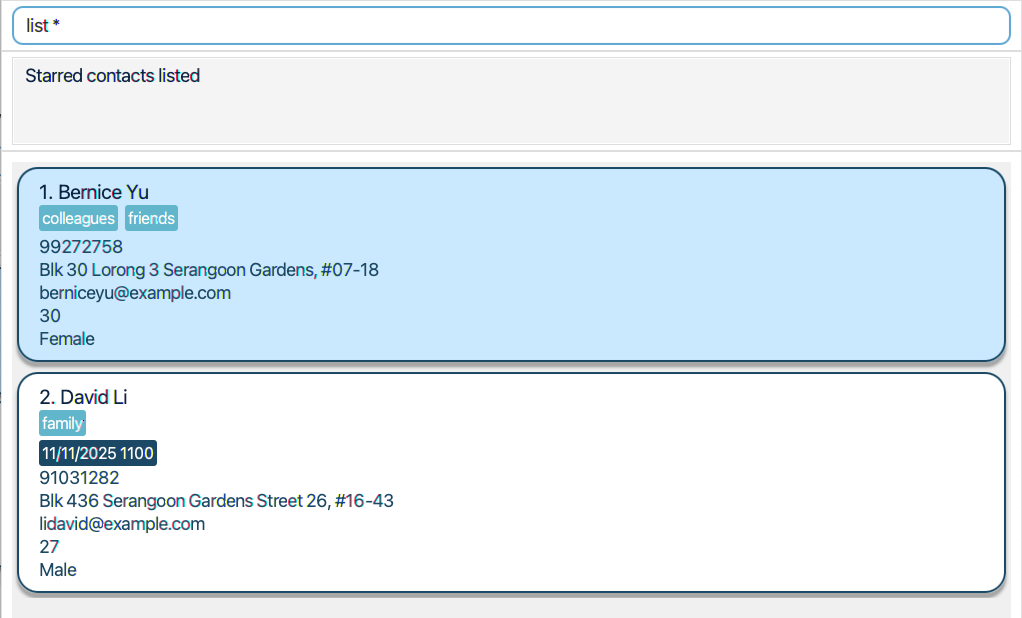 list *
Starred contacts listed
1. Bernice Yu
colleagues friends
99272758
Blk 30 Lorong 3 Serangoon Gardens, #07-18
berniceyu@example.com
30
Female
2. David Li
family
11/11/2025 1100
91031282
Blk 436 Serangoon Gardens Street 26, #16-43
lidavid@example.com
27
Male